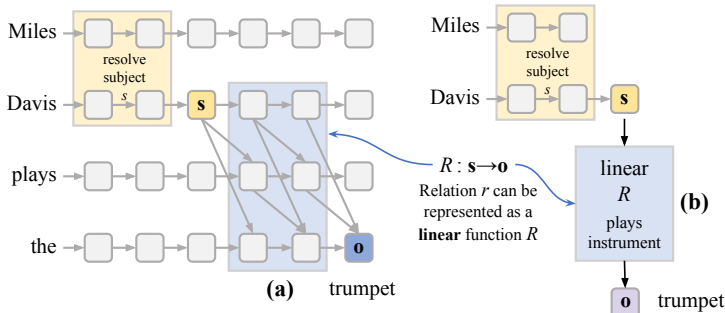 Miles
resolve
subject
s
Davis
s
plays
the
o
(a)
trumpet
R : s→o
Relation r can be
represented as a
linear function R
Miles
resolve
subject
s
Davis
s
linear
R
plays
instrument
(b)
o
trumpet